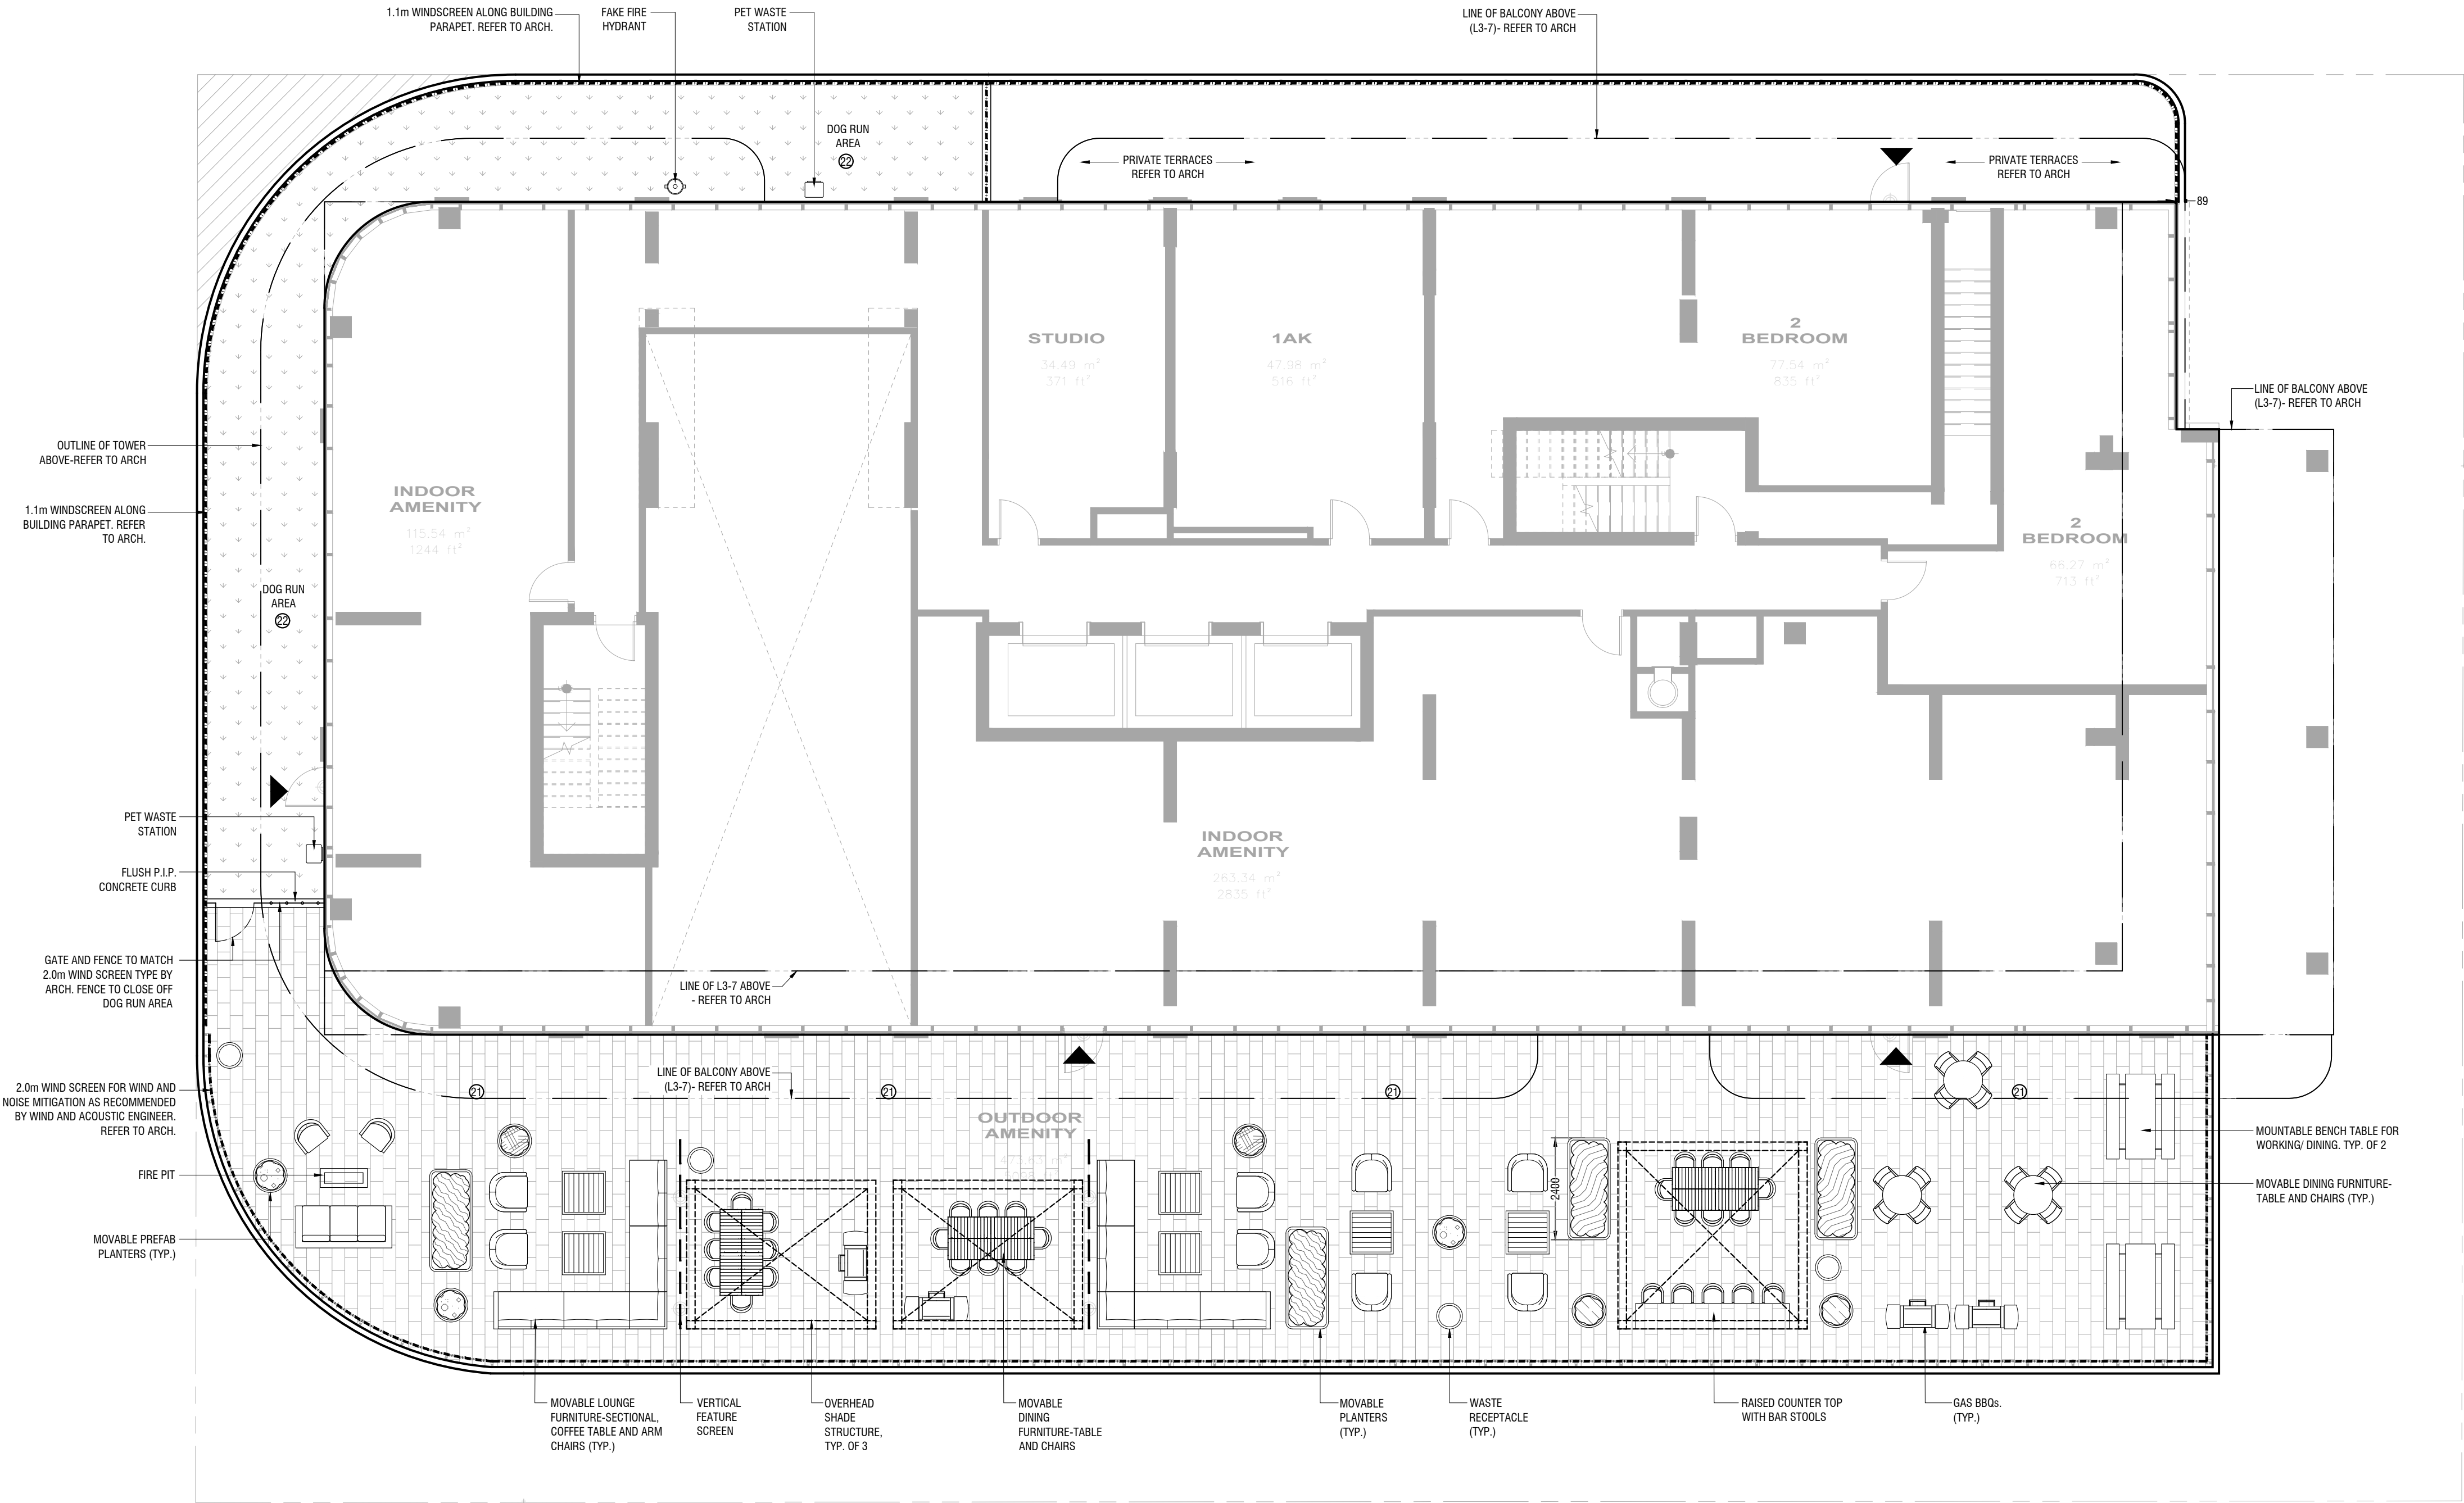 1.1m WINDSCREEN ALONG BUILDING
PARAPET. REFER TO ARCH.
FAKE FIRE
HYDRANT
PET WASTE
STATION
LINE OF BALCONY ABOVE
(L3-7)- REFER TO ARCH
DOG RUN
AREA
22
PRIVATE TERRACES
REFER TO ARCH
PRIVATE TERRACES
REFER TO ARCH
89
STUDIO
34.49 m²
371 ft²
1AK
47.98 m²
516 ft²
2
BEDROOM
77.54 m²
835 ft²
LINE OF BALCONY ABOVE
(L3-7)- REFER TO ARCH
OUTLINE OF TOWER
ABOVE-REFER TO ARCH
INDOOR
AMENITY
115.54 m²
1244 ft²
1.1m WINDSCREEN ALONG
BUILDING PARAPET. REFER
TO ARCH.
2
BEDROOM
66.27 m²
713 ft²
DOG RUN
AREA
22
PET WASTE
STATION
INDOOR
AMENITY
263.34 m²
2835 ft²
FLUSH P.I.P.
CONCRETE CURB
GATE AND FENCE TO MATCH
2.0m WIND SCREEN TYPE BY
ARCH. FENCE TO CLOSE OFF
DOG RUN AREA
LINE OF L3-7 ABOVE
- REFER TO ARCH
2.0m WIND SCREEN FOR WIND AND
NOISE MITIGATION AS RECOMMENDED
BY WIND AND ACOUSTIC ENGINEER.
REFER TO ARCH.
LINE OF BALCONY ABOVE
(L3-7)- REFER TO ARCH
21
21
21
21
OUTDOOR
AMENITY
2400
FIRE PIT
MOVABLE PREFAB
PLANTERS (TYP.)
MOUNTABLE BENCH TABLE FOR
WORKING/ DINING. TYP. OF 2
MOVABLE DINING FURNITURE-
TABLE AND CHAIRS (TYP.)
MOVABLE LOUNGE
FURNITURE-SECTIONAL,
COFFEE TABLE AND ARM
CHAIRS (TYP.)
VERTICAL
FEATURE
SCREEN
OVERHEAD
SHADE
STRUCTURE,
TYP. OF 3
MOVABLE
DINING
FURNITURE-TABLE
AND CHAIRS
MOVABLE
PLANTERS
(TYP.)
WASTE
RECEPTACLE
(TYP.)
RAISED COUNTER TOP
WITH BAR STOOLS
GAS BBQs.
(TYP.)